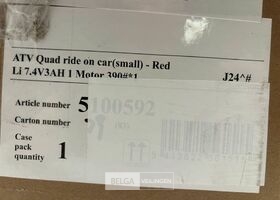 ATV Quad ride on car(small) - Red
Li 7.4V3AH 1 Motor 390#*1 J24^#
Article number 5100592
Carton number
Case
pack
quantity 1
BELGA